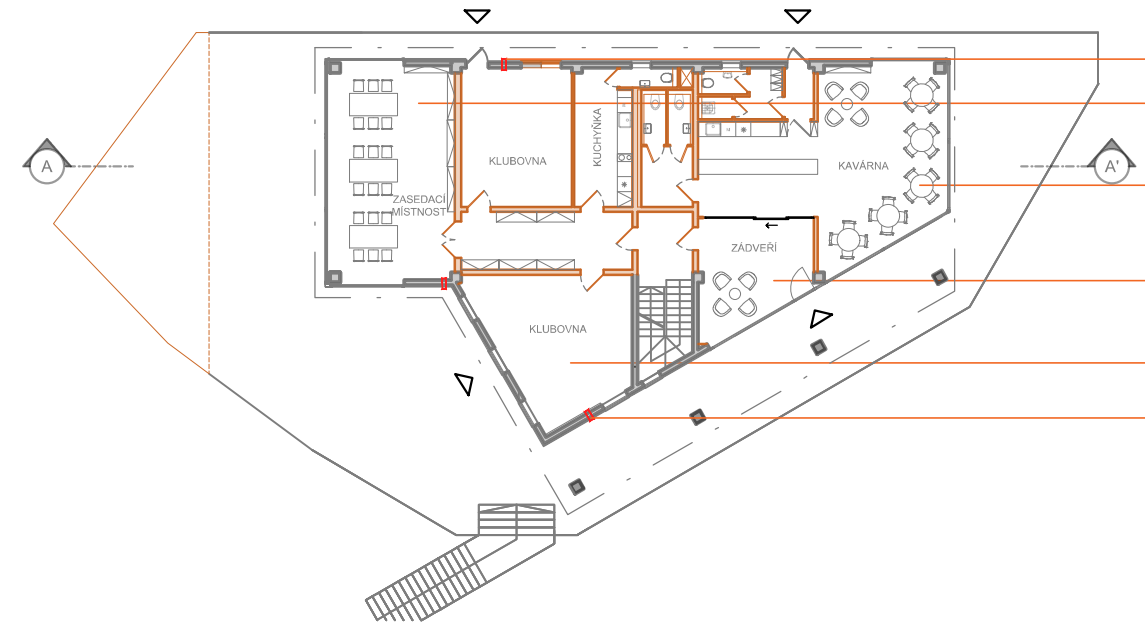 A
ZASEDACÍ
MÍSTNOST
KLUBOVNA
KUCHYŇKA
KAVÁRNA
A'
ZÁDVEŘÍ
KLUBOVNA